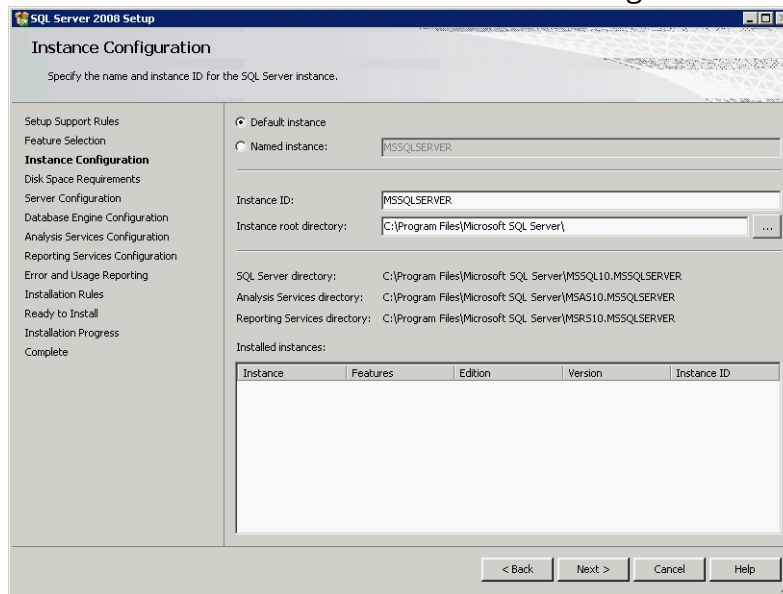 SQL Server 2008 Setup
Instance Configuration
Specify the name and instance ID for the SQL Server instance.
Setup Support Rules
Feature Selection
Instance Configuration
Disk Space Requirements
Server Configuration
Database Engine Configuration
Analysis Services Configuration
Reporting Services Configuration
Error and Usage Reporting
Installation Rules
Ready to Install
Installation Progress
Complete
Default instance
Named instance: MSSQLSERVER
Instance ID: MSSQLSERVER
Instance root directory: C:\Program Files\Microsoft SQL Server\ ...
SQL Server directory: C:\Program Files\Microsoft SQL Server\MSSQL10.MSSQLSERVER
Analysis Services directory: C:\Program Files\Microsoft SQL Server\MSAS10.MSSQLSERVER
Reporting Services directory: C:\Program Files\Microsoft SQL Server\MSRS10.MSSQLSERVER
Installed instances:
Instance Features Edition Version Instance ID
< Back Next > Cancel Help